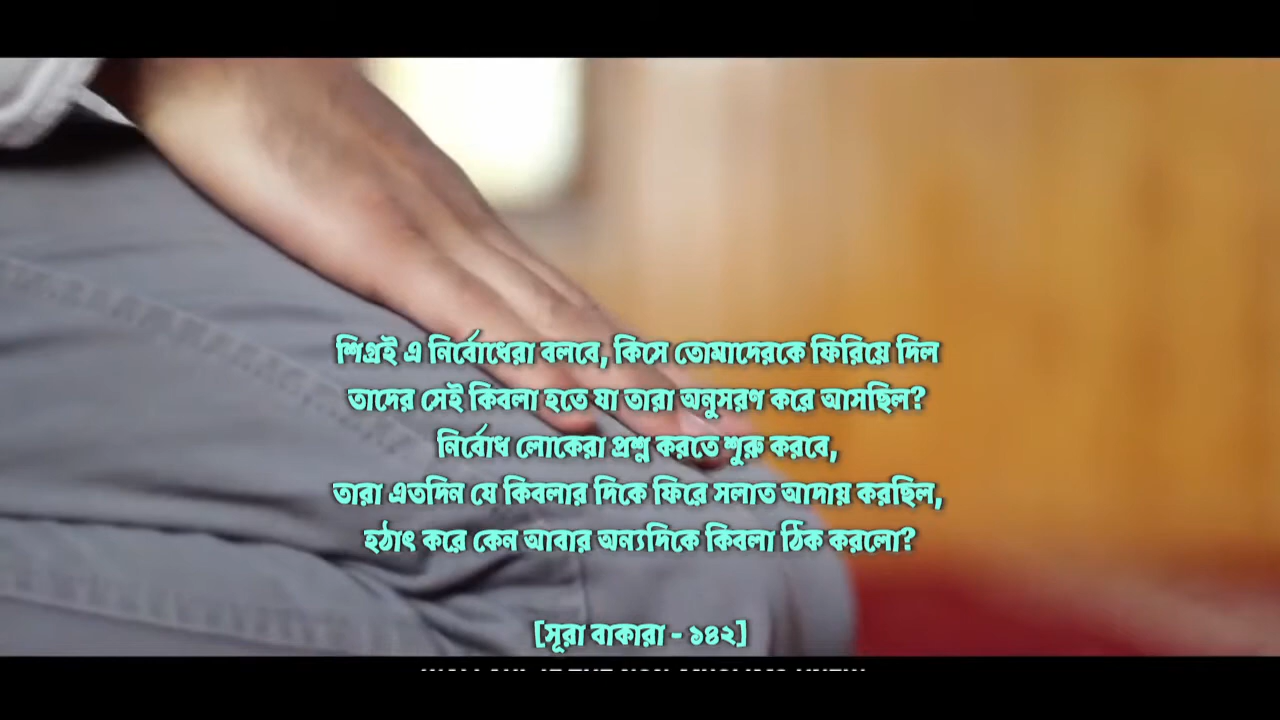 শিগ্রই এ নির্বোধেরা বলবে, কিসে তোমাদেরকে ফিরিয়ে দিল
তাদের সেই কিবলা হতে যা তারা অনুসরণ করে আসছিল?
নির্বোধ লোকেরা প্রশ্ন করতে শুরু করবে,
তারা এতদিন যে কিবলার দিকে ফিরে সলাত আদায় করছিল,
হঠাৎ করে কেন আবার অন্যদিকে কিবলা ঠিক করলো?
[সূরা বাকারা - ১৪২]